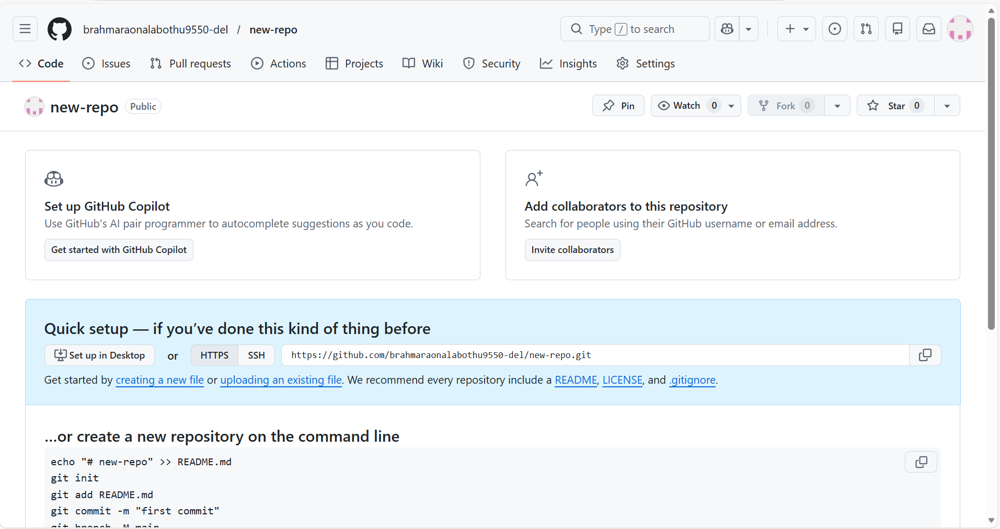 brahmaraonalabothu9550-del / new-repo
Type / to search
Code Issues Pull requests Actions Projects Wiki Security Insights Settings
new-repo Public
Pin Watch 0 Fork 0 Star 0
Set up GitHub Copilot
Use GitHub's AI pair programmer to autocomplete suggestions as you code.
Get started with GitHub Copilot
Add collaborators to this repository
Search for people using their GitHub username or email address.
Invite collaborators
Quick setup — if you’ve done this kind of thing before
Set up in Desktop or HTTPS SSH https://github.com/brahmaraonalabothu9550-del/new-repo.git
Get started by creating a new file or uploading an existing file. We recommend every repository include a README, LICENSE, and .gitignore.
…or create a new repository on the command line
echo "# new-repo" >> README.md
git init
git add README.md
git commit -m "first commit"
git branch -M main